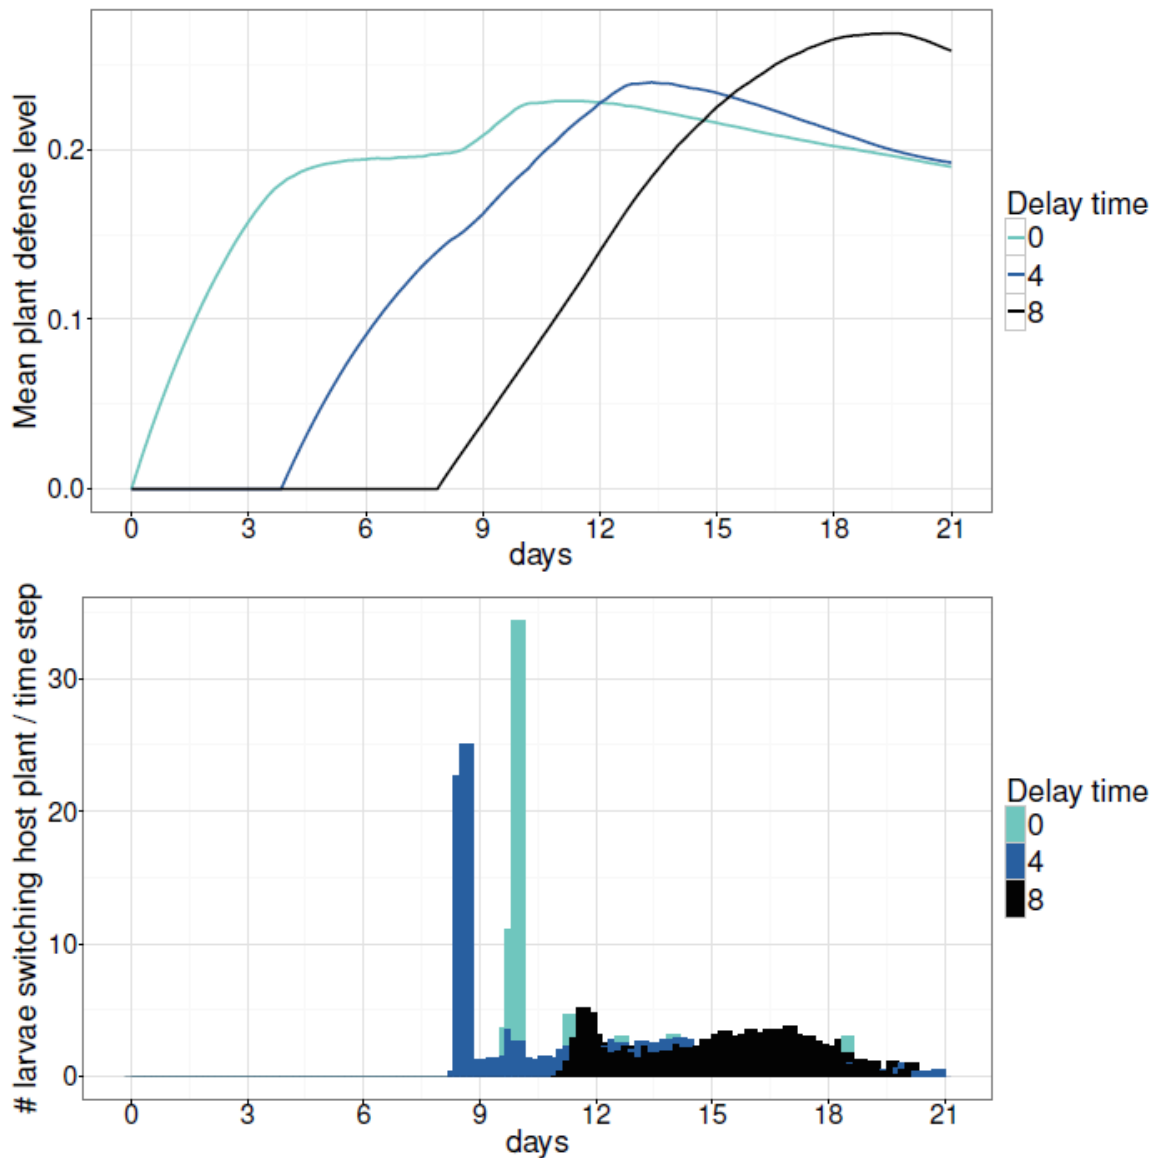 Mean plant defense level
0.2
0.1
0.0
0 3 6 9 12 15 18 21
days
Delay time
0
4
8
# larvae switching host plant / time step
30
20
10
0
0 3 6 9 12 15 18 21
days
Delay time
0
4
8